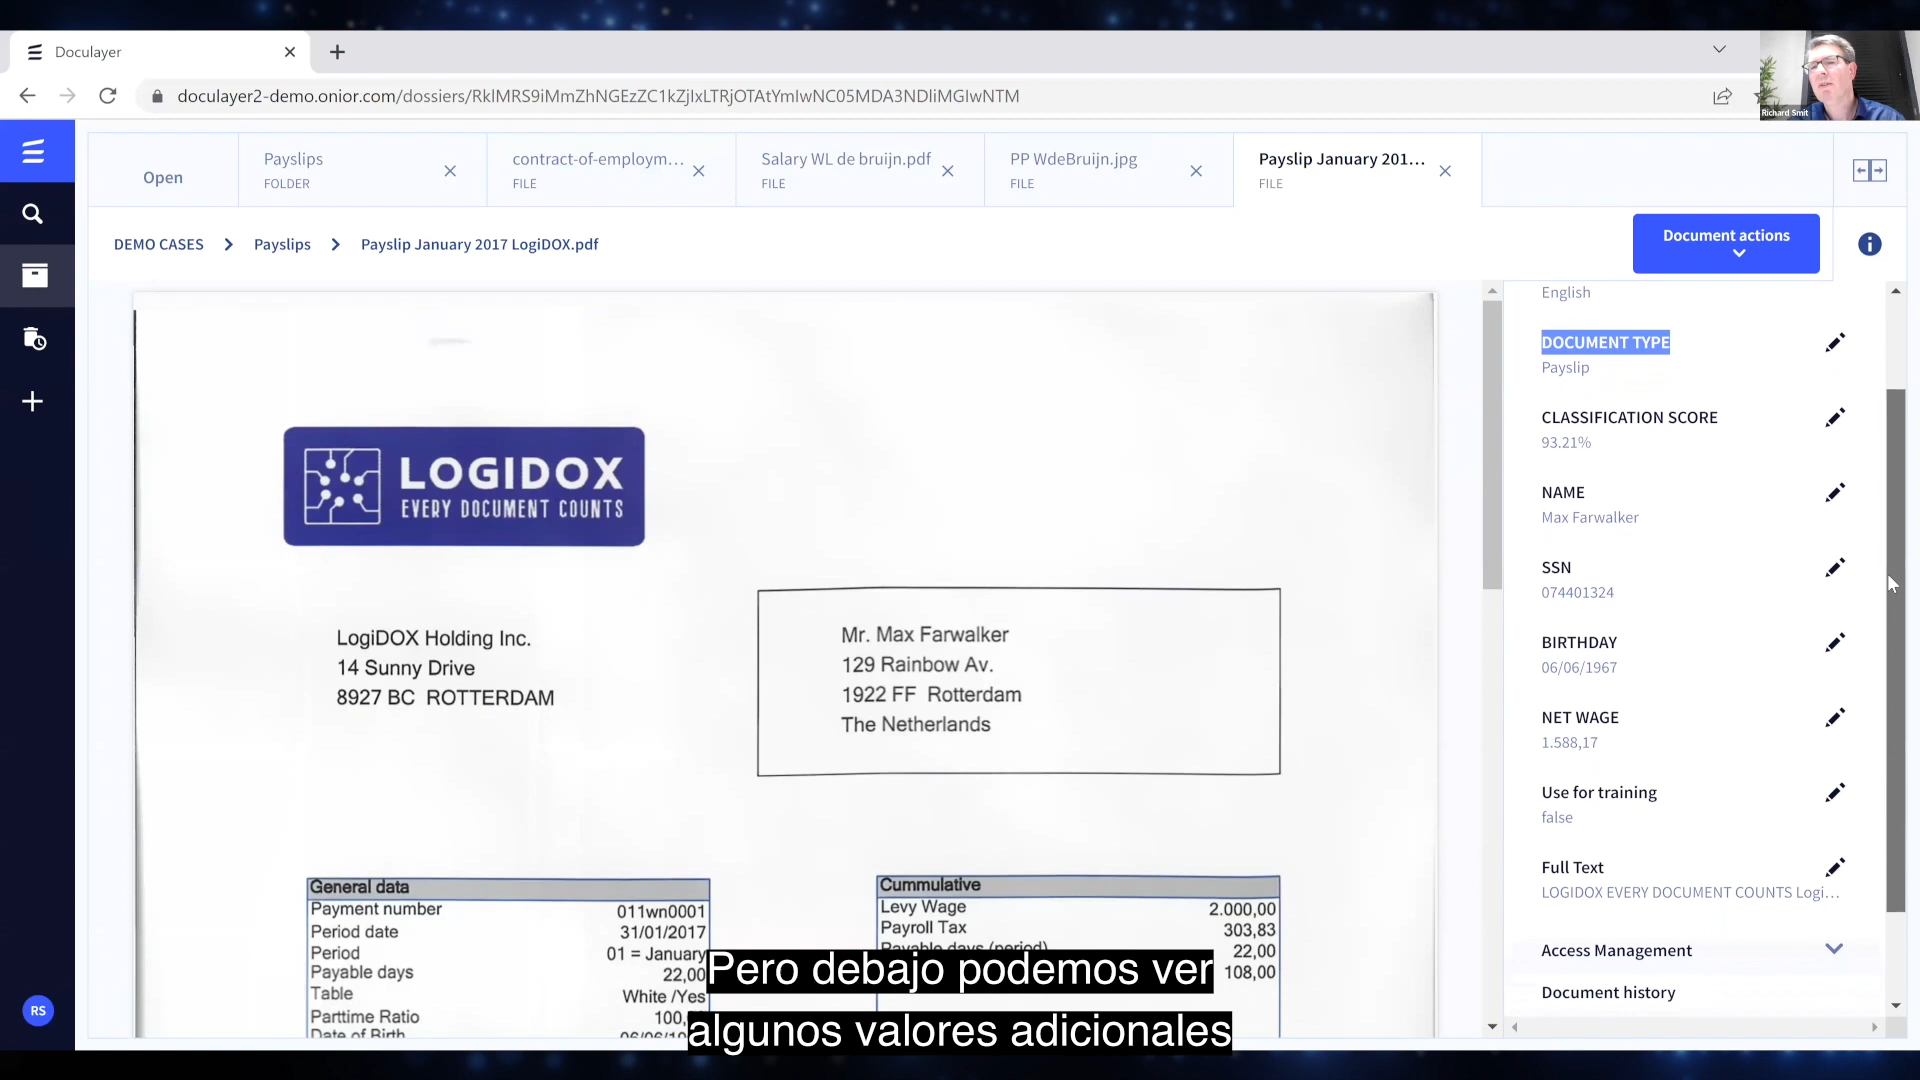 Doculayer
doculayer2-demo.onior.com/dossiers/RklMRS9iMmZhNGEzZC1kZjIxLTRjOTAtYmIwNC05MDA3NDliMGIwNTM
Richard Smit
Open
Payslips
FOLDER
contract-of-employm...
FILE
Salary WL de bruijn.pdf
FILE
PP WdeBruijn.jpg
FILE
Payslip January 201...
FILE
DEMO CASES > Payslips > Payslip January 2017 LogiDOX.pdf
Document actions
LOGIDOX
EVERY DOCUMENT COUNTS
LogiDOX Holding Inc.
14 Sunny Drive
8927 BC ROTTERDAM
Mr. Max Farwalker
129 Rainbow Av.
1922 FF Rotterdam
The Netherlands
General data
Payment number 011wn0001
Period date 31/01/2017
Period 01 = January
Payable days 22,00
Table White /Yes
Parttime Ratio 100,
Date of Birth
Cummulative
Levy Wage 2.000,00
Payroll Tax 303,83
Payable days (period) 22,00
108,00
English
DOCUMENT TYPE
Payslip
CLASSIFICATION SCORE
93.21%
NAME
Max Farwalker
SSN
074401324
BIRTHDAY
06/06/1967
NET WAGE
1.588,17
Use for training
false
Full Text
LOGIDOX EVERY DOCUMENT COUNTS Logi...
Access Management
Document history
RS
Pero debajo podemos ver
algunos valores adicionales